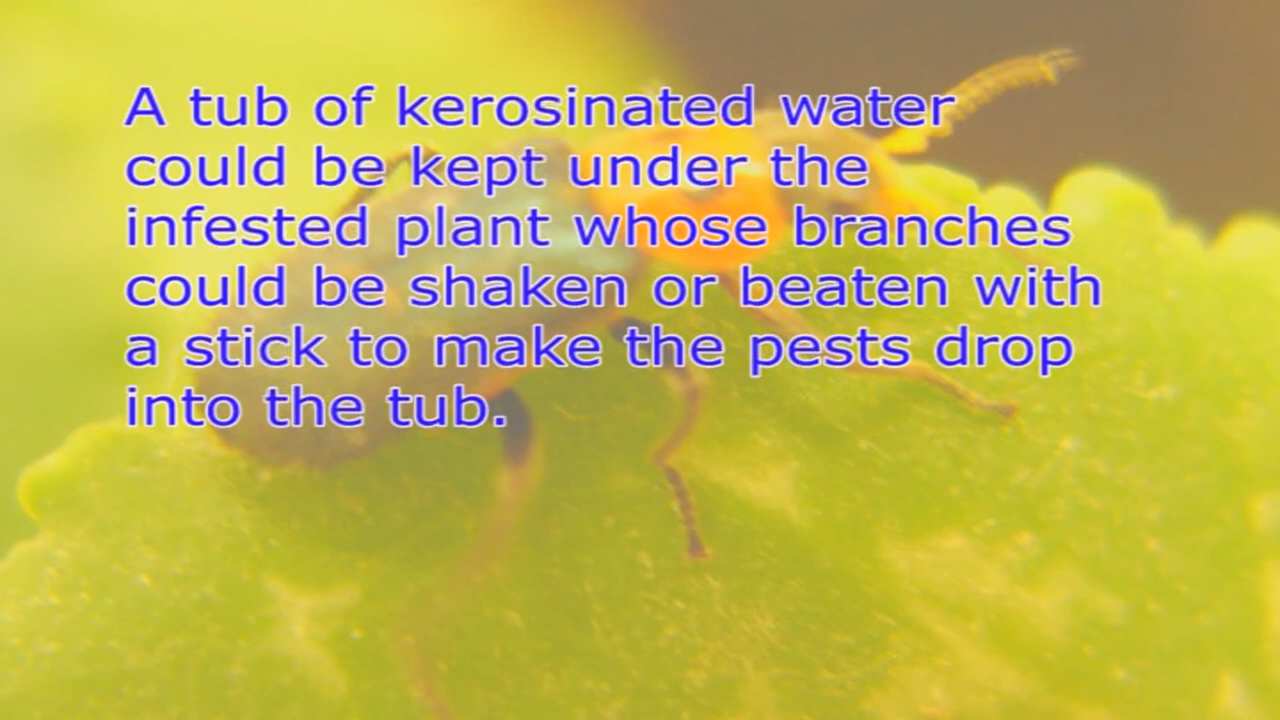 A tub of kerosinated water
could be kept under the
infested plant whose branches
could be shaken or beaten with
a stick to make the pests drop
into the tub.